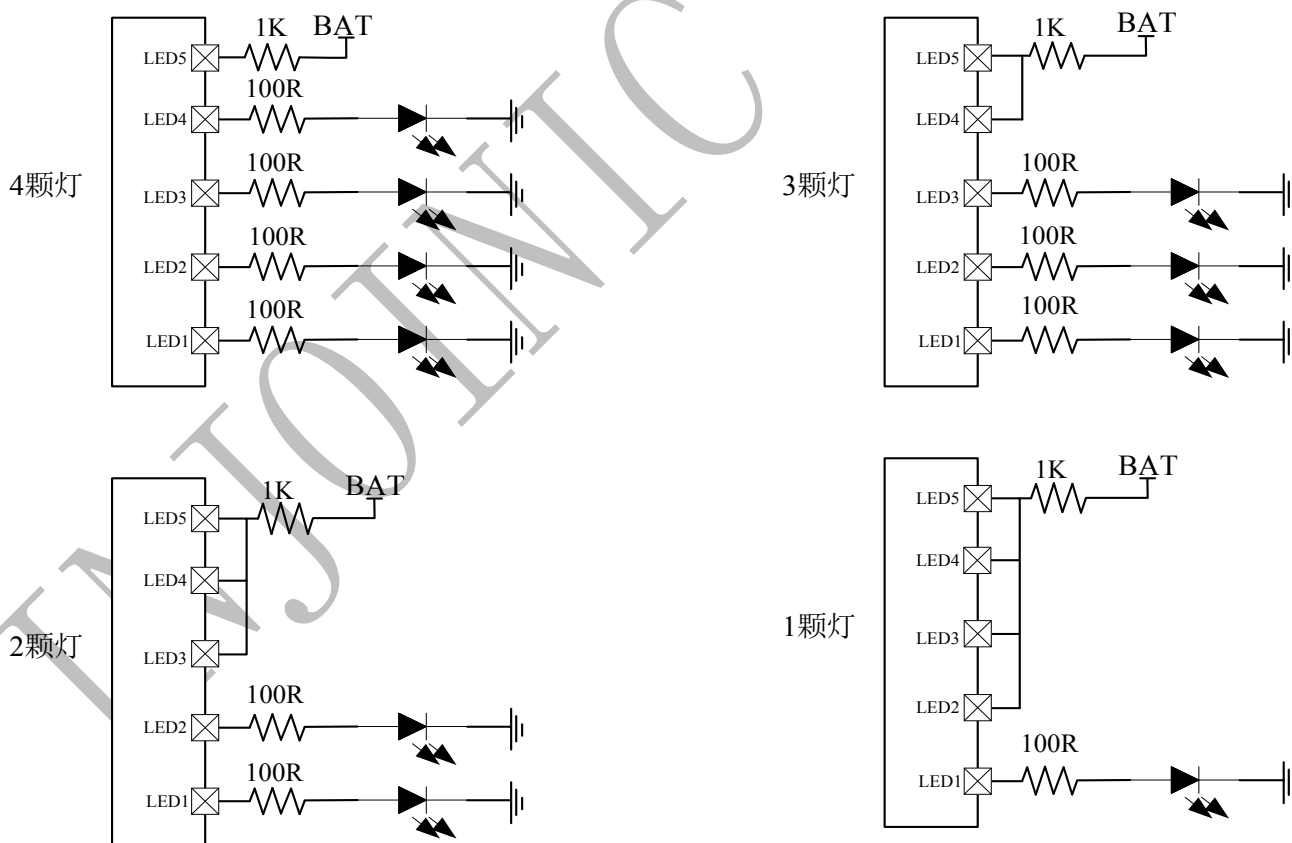 4颗灯
LED5
1K
BAT
LED4
100R
LED3
100R
LED2
100R
LED1
100R
3颗灯
LED5
1K
BAT
LED4
LED3
100R
LED2
100R
LED1
100R
2颗灯
LED5
1K
BAT
LED4
LED3
LED2
100R
LED1
100R
1颗灯
LED5
1K
BAT
LED4
LED3
LED2
LED1
100R
INJOINIC